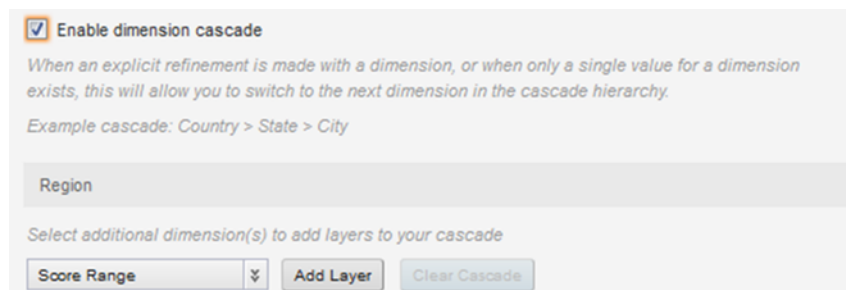 Enable dimension cascade
When an explicit refinement is made with a dimension, or when only a single value for a dimension
exists, this will allow you to switch to the next dimension in the cascade hierarchy.
Example cascade: Country > State > City
Region
Select additional dimension(s) to add layers to your cascade
Score Range Add Layer Clear Cascade